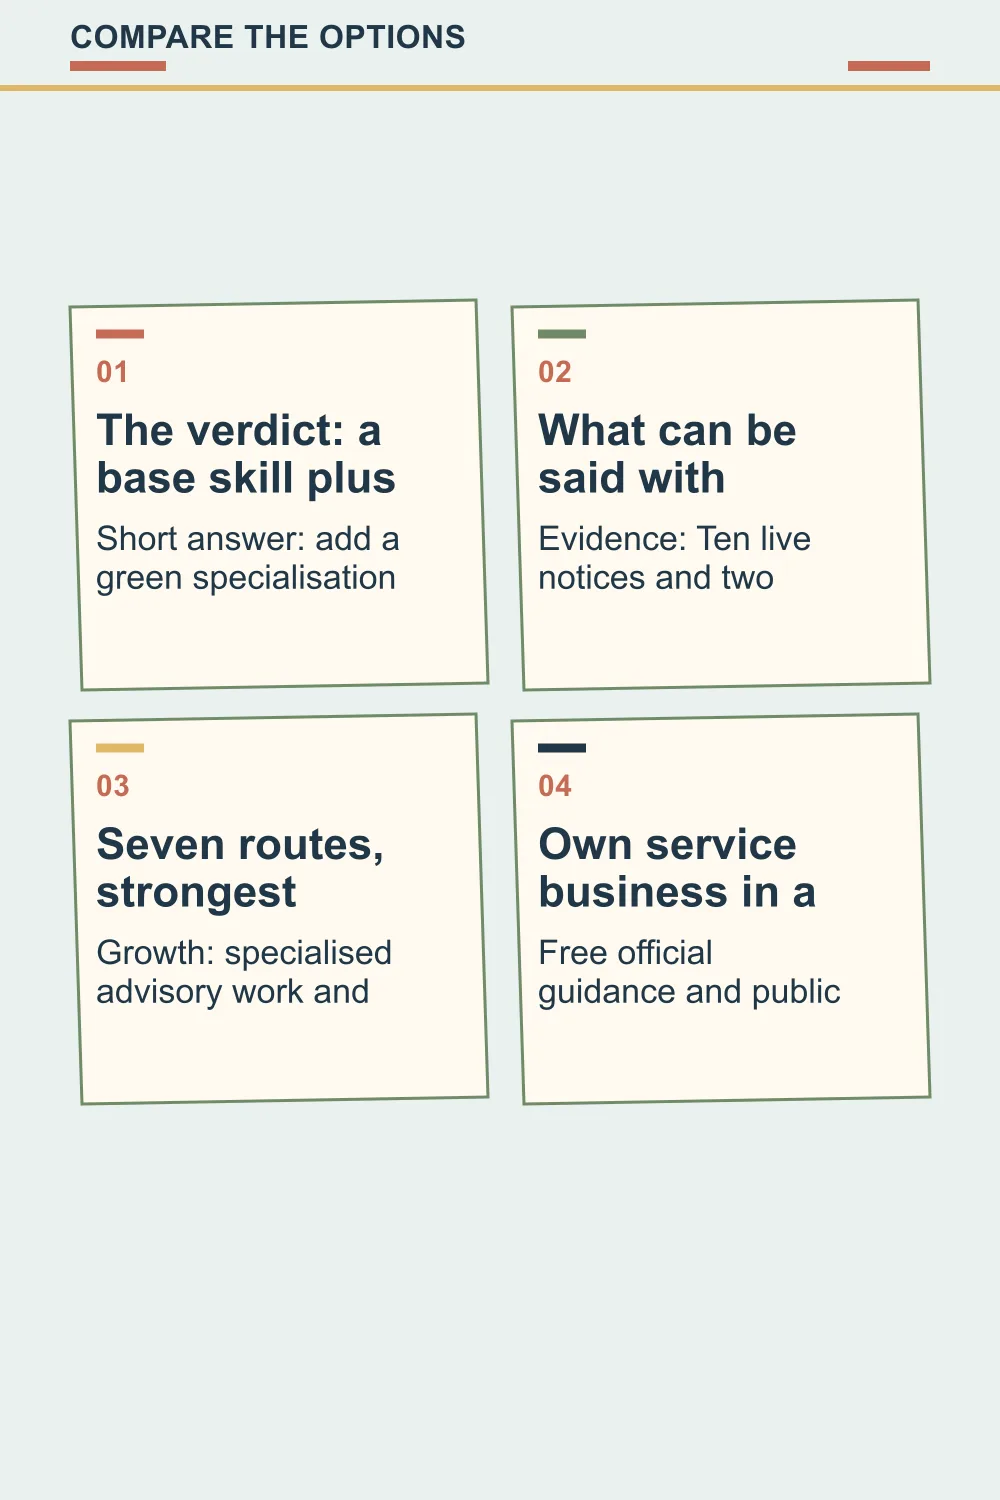 COMPARE THE OPTIONS
01
The verdict: a
base skill plus
Short answer: add a
green specialisation
02
What can be
said with
Evidence: Ten live
notices and two
03
Seven routes,
strongest
Growth: specialised
advisory work and
04
Own service
business in a
Free official
guidance and public